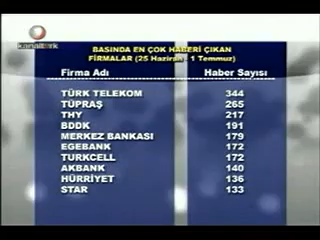 kanaltürk
BASINDA EN ÇOK HABERİ ÇIKAN
FİRMALAR (25 Haziran - 1 Temmuz)
Firma Adı Haber Sayısı
TÜRK TELEKOM 344
TÜPRAŞ 265
THY 217
BDDK 191
MERKEZ BANKASI 179
EGEBANK 172
TURKCELL 172
AKBANK 140
HÜRRİYET 136
STAR 133